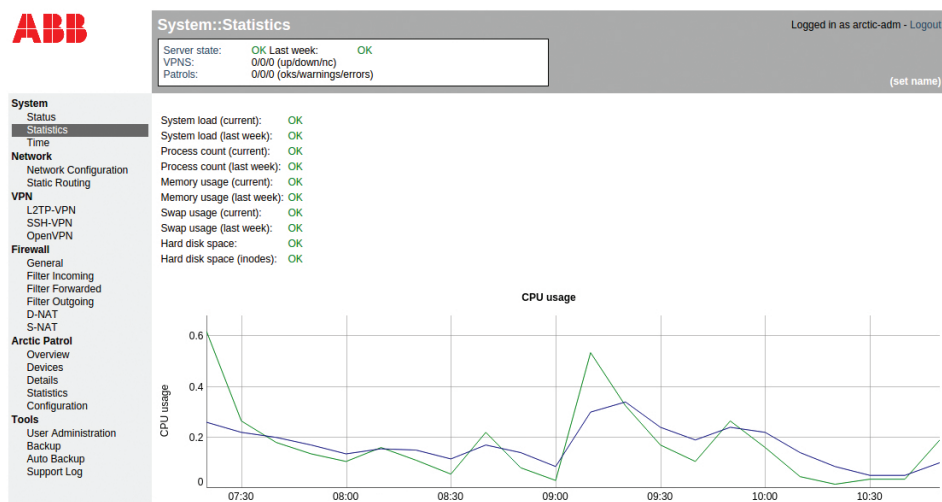 ABB
System::Statistics
Logged in as arctic-adm - Logout
Server state: OK Last week: OK
VPNS: 0/0/0 (up/down/nc)
Patrols: 0/0/0 (oks/warnings/errors)
(set name)
System
Status
Statistics
Time
Network
Network Configuration
Static Routing
VPN
L2TP-VPN
SSH-VPN
OpenVPN
Firewall
General
Filter Incoming
Filter Forwarded
Filter Outgoing
D-NAT
S-NAT
Arctic Patrol
Overview
Devices
Details
Statistics
Configuration
Tools
User Administration
Backup
Auto Backup
Support Log
System load (current): OK
System load (last week): OK
Process count (current): OK
Process count (last week): OK
Memory usage (current): OK
Memory usage (last week): OK
Swap usage (current): OK
Swap usage (last week): OK
Hard disk space: OK
Hard disk space (inodes): OK
CPU usage
CPU usage
0.6
0.4
0.2
0
07:30 08:00 08:30 09:00 09:30 10:00 10:30